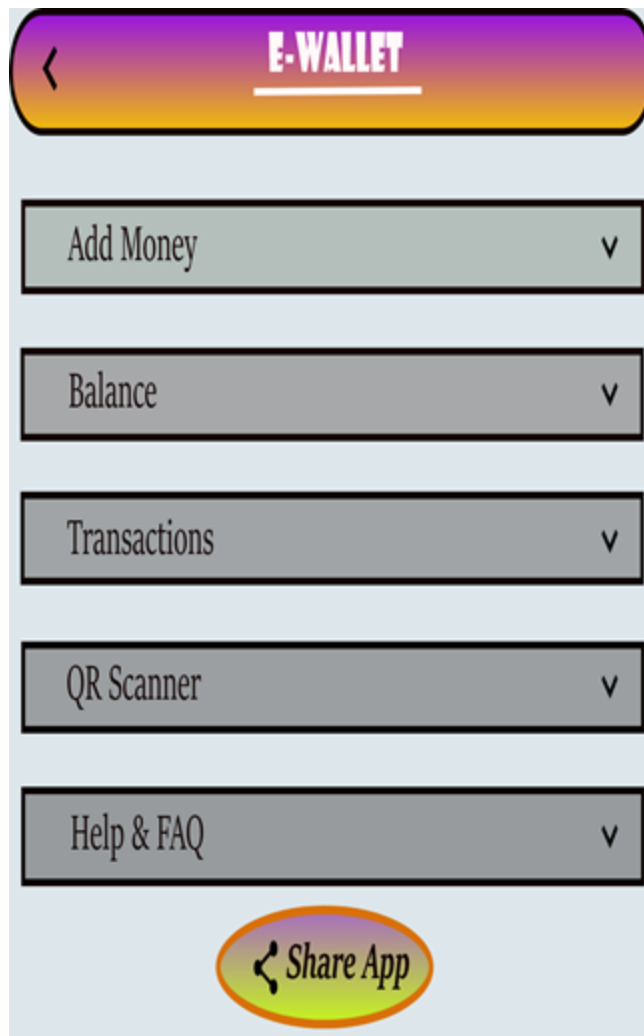 E-WALLET
Add Money
Balance
Transactions
QR Scanner
Help & FAQ
Share App